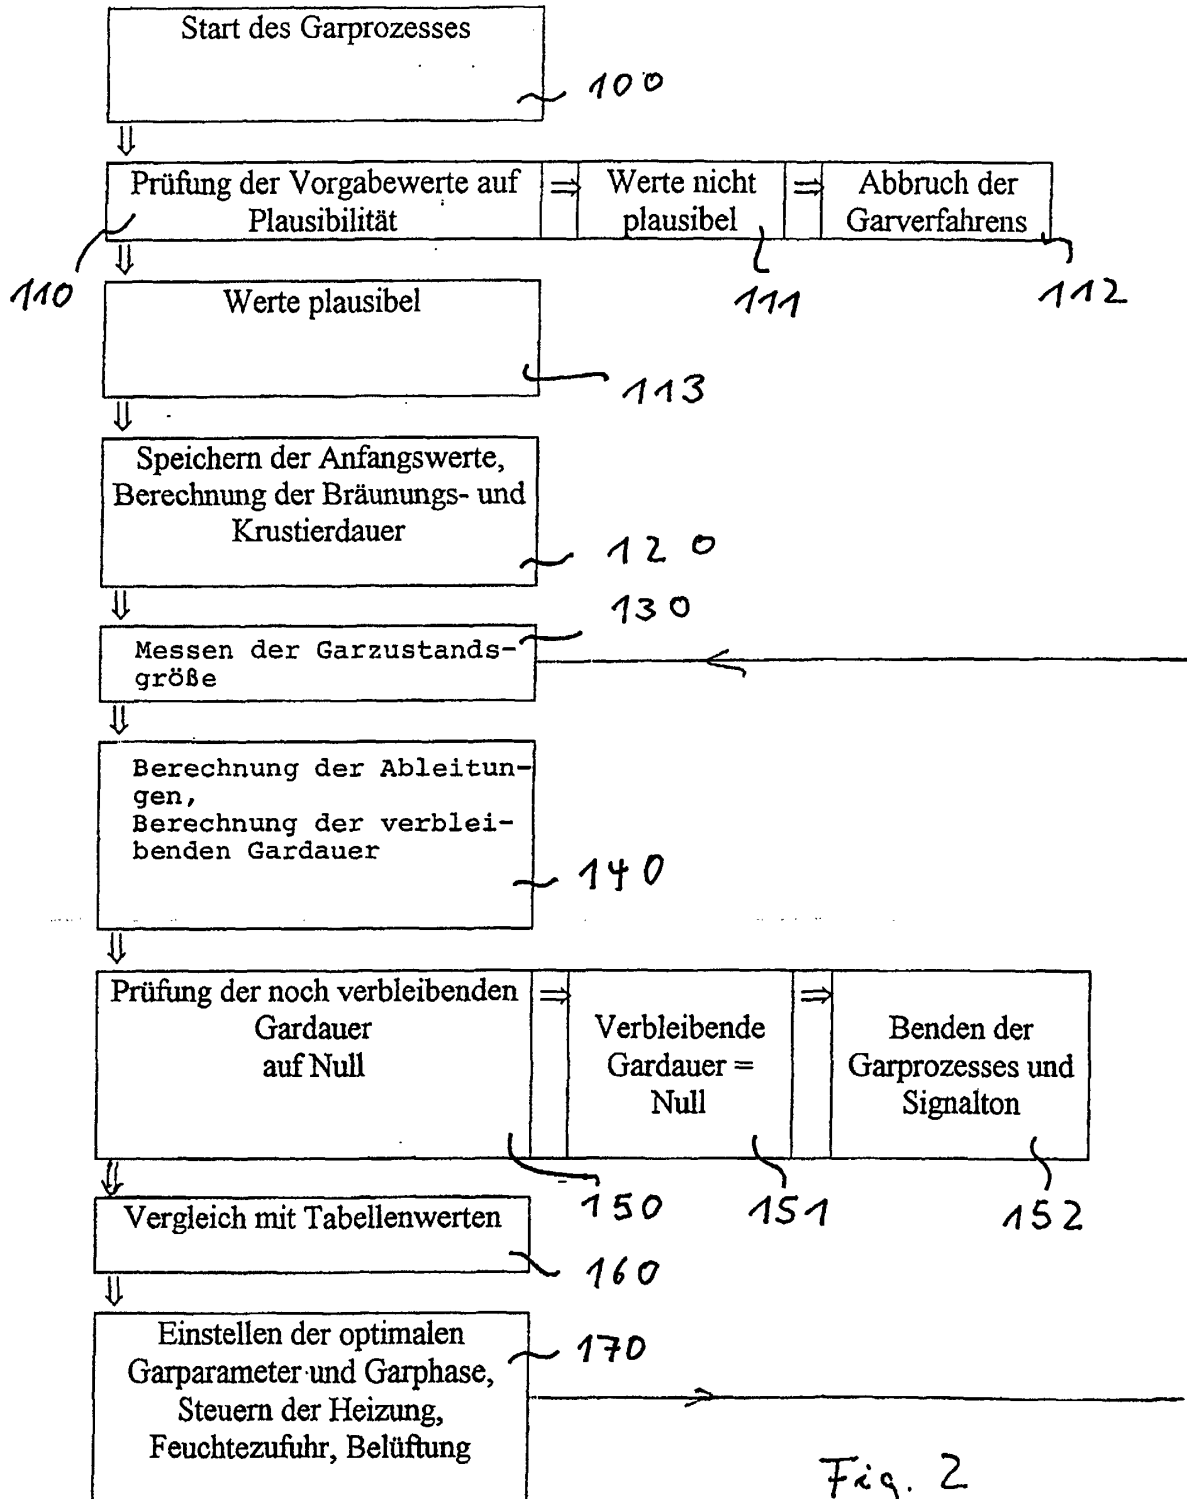 Start des Garprozesses
100
Prüfung der Vorgabewerte auf
Plausibilität
⇒
Werte nicht
plausibel
⇒
Abbruch der
Garverfahrens
110
111
112
Werte plausibel
113
Speichern der Anfangswerte,
Berechnung der Bräunungs- und
Krustierdauer
120
130
Messen der Garzustands-
größe
Berechnung der Ableitun-
gen,
Berechnung der verblei-
benden Gardauer
140
Prüfung der noch verbleibenden
Gardauer
auf Null
⇒
Verbleibende
Gardauer =
Null
⇒
Benden der
Garprozesses und
Signalton
150
151
152
Vergleich mit Tabellenwerten
160
Einstellen der optimalen
Garparameter und Garphase,
Steuern der Heizung,
Feuchtezufuhr, Belüftung
170
Fig. 2